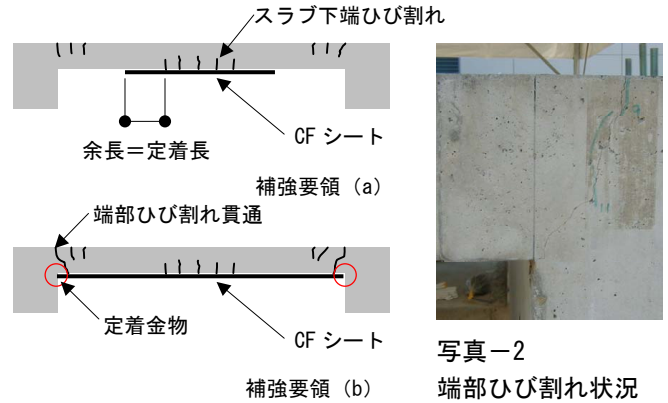 スラブ下端ひび割れ
CF シート
余長＝定着長
補強要領（a）
端部ひび割れ貫通
定着金物
CF シート
補強要領（b）
写真－2
端部ひび割れ状況